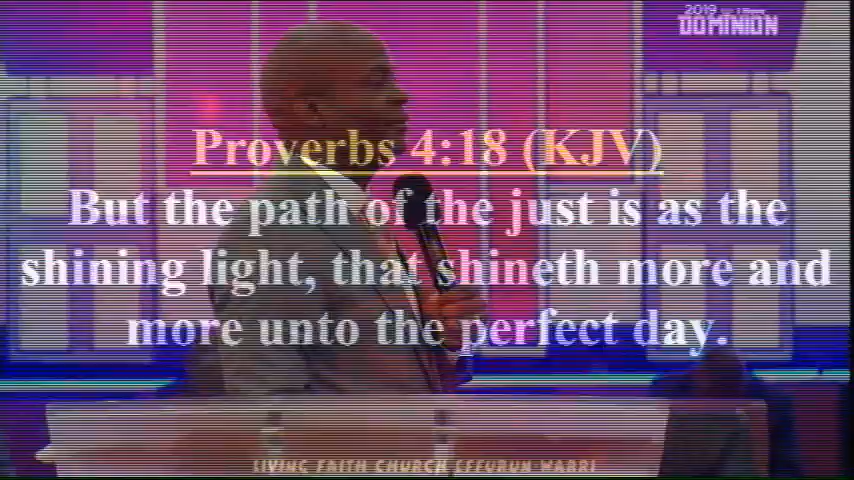 2019
DOMINION
Proverbs 4:18 (KJV)
But the path of the just is as the
shining light, that shineth more and
more unto the perfect day.
LIVING FAITH CHURCH EFFURUN-WARRI